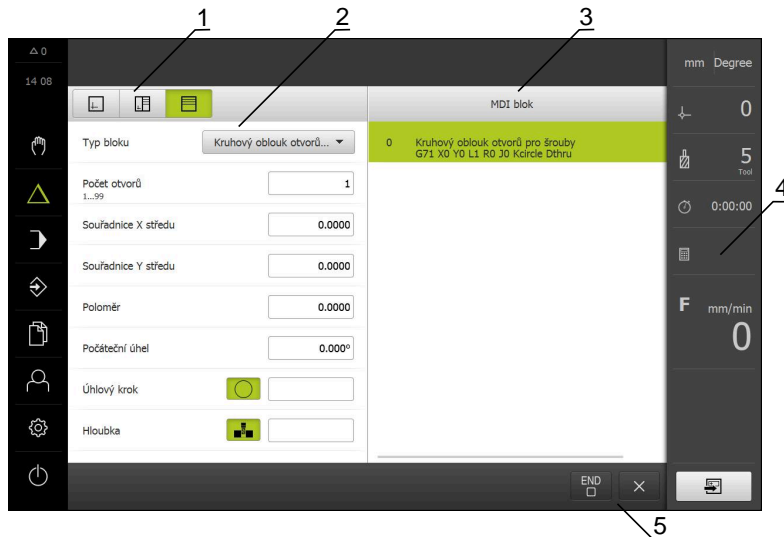 1
2
3
△ 0
14 08
mm Degree
MDI blok
0
Typ bloku
Kruhový oblouk otvorů...
0 Kruhový oblouk otvorů pro šrouby
G71 X0 Y0 L1 R0 J0 Kcircle Dthru
5
Tool
Počet otvorů
1...99
1
4
Souřadnice X středu
0.0000
0:00:00
Souřadnice Y středu
0.0000
Poloměr
0.0000
F mm/min
0
Počáteční úhel
0.000°
Úhlový krok
Hloubka
END
5